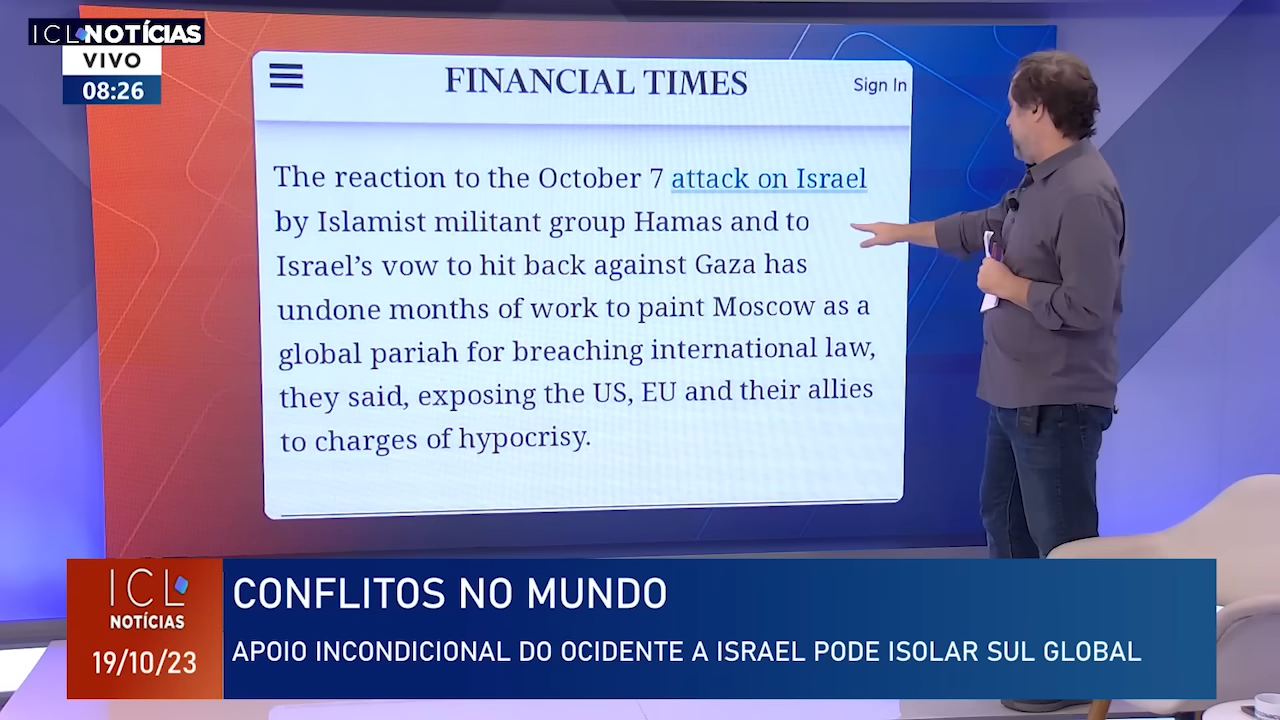 ICL NOTÍCIAS
VIVO
08:26
FINANCIAL TIMES
Sign In
The reaction to the October 7 attack on Israel
by Islamist militant group Hamas and to
Israel’s vow to hit back against Gaza has
undone months of work to paint Moscow as a
global pariah for breaching international law,
they said, exposing the US, EU and their allies
to charges of hypocrisy.
ICL
NOTÍCIAS
19/10/23
CONFLITOS NO MUNDO
APOIO INCONDICIONAL DO OCIDENTE A ISRAEL PODE ISOLAR SUL GLOBAL